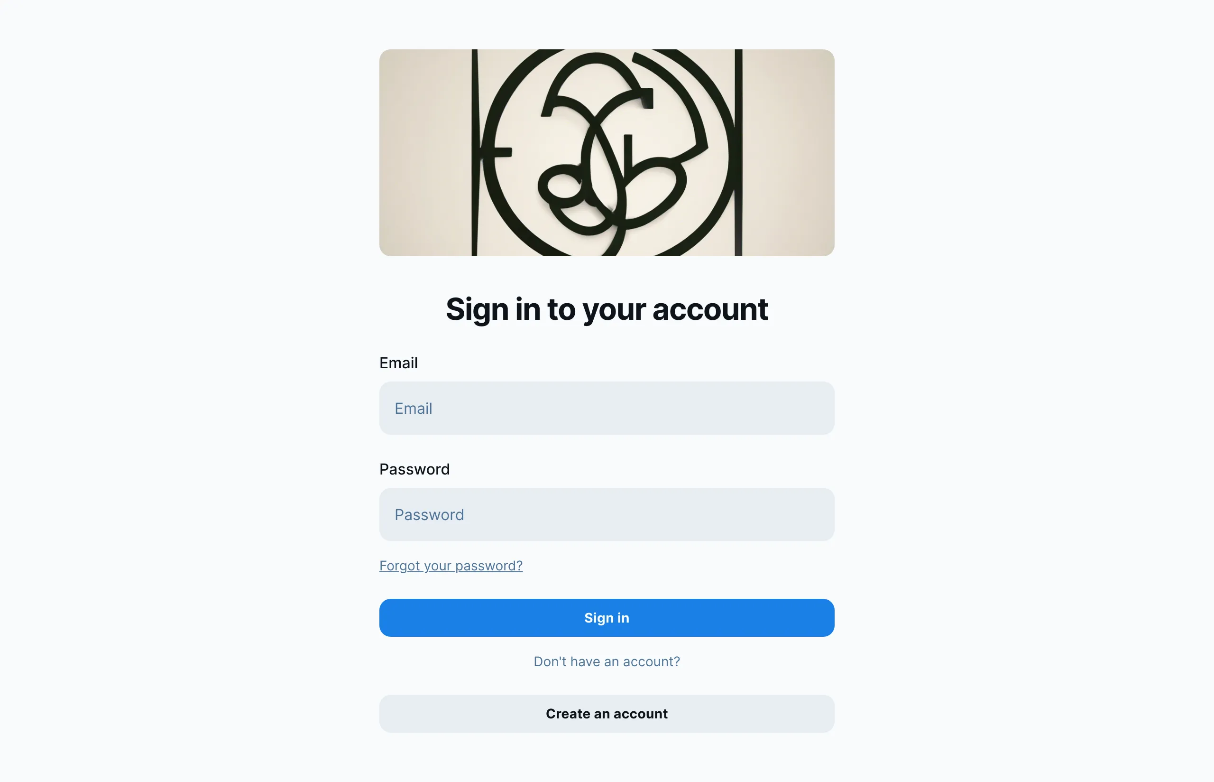 Sign in to your account
Email
Email
Password
Password
Forgot your password?
Sign in
Don't have an account?
Create an account